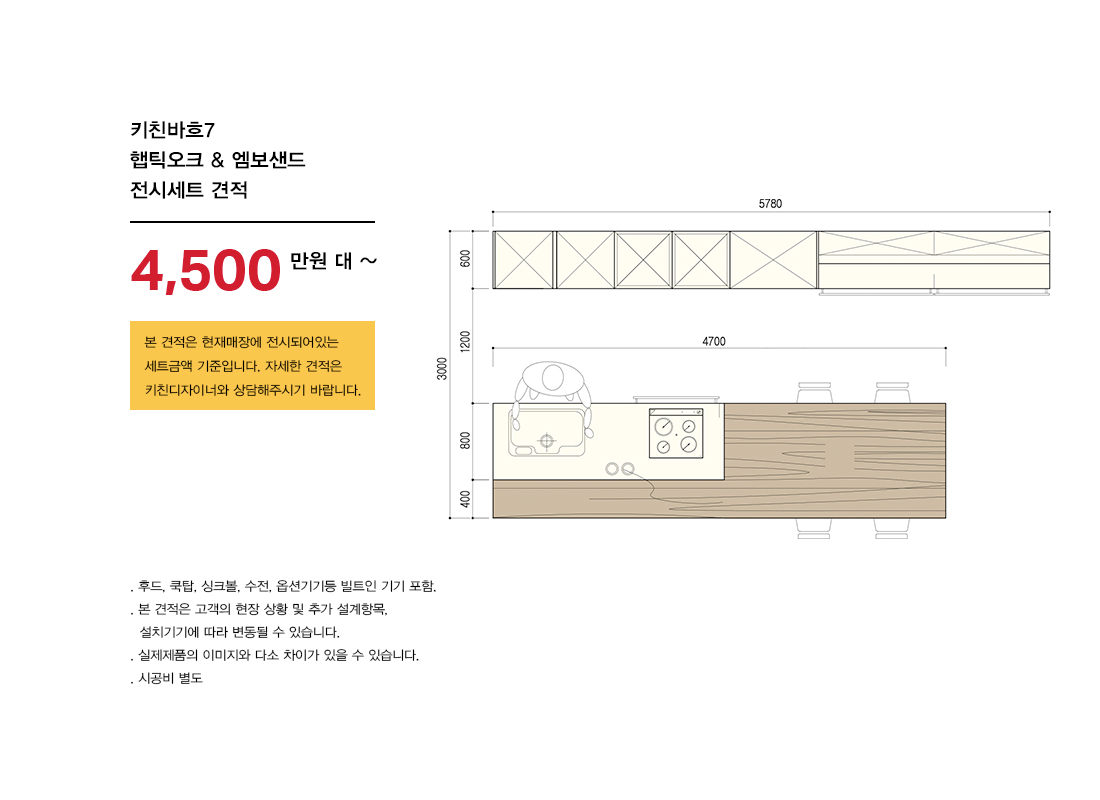 키친바흐7
햅틱오크 & 엠보샌드
전시세트 견적
4,500 만원 대 ~
본 견적은 현재매장에 전시되어있는
세트금액 기준입니다. 자세한 견적은
키친디자이너와 상담해주시기 바랍니다.
5780
600
1200
3000
4700
800
400
. 후드, 쿡탑, 싱크볼, 수전, 옵션기기등 빌트인 기기 포함.
. 본 견적은 고객의 현장 상황 및 추가 설계항목,
설치기기에 따라 변동될 수 있습니다.
. 실제제품의 이미지와 다소 차이가 있을 수 있습니다.
. 시공비 별도